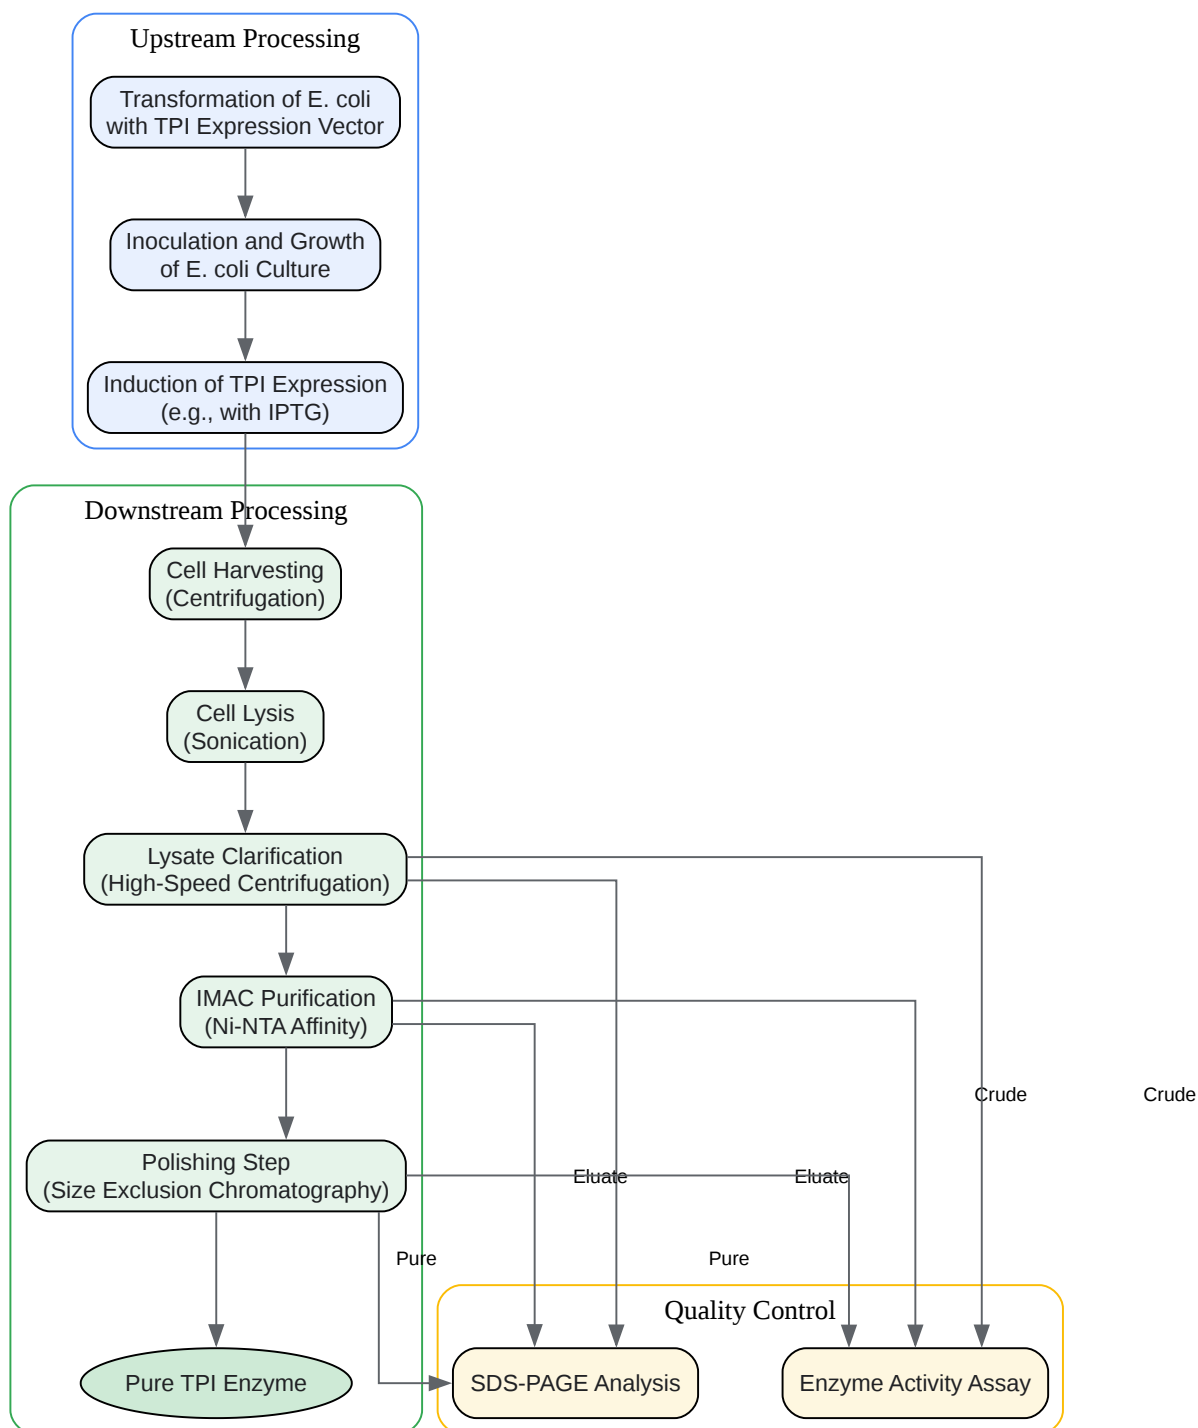 Upstream Processing
Transformation of E. coli
with TPI Expression Vector
Inoculation and Growth
of E. coli Culture
Induction of TPI Expression
(e.g., with IPTG)
Downstream Processing
Cell Harvesting
(Centrifugation)
Cell Lysis
(Sonication)
Lysate Clarification
(High-Speed Centrifugation)
IMAC Purification
(Ni-NTA Affinity)
Crude
Crude
Polishing Step
(Size Exclusion Chromatography)
Eluate
Eluate
Pure
Pure
Quality Control
Pure TPI Enzyme
SDS-PAGE Analysis
Enzyme Activity Assay